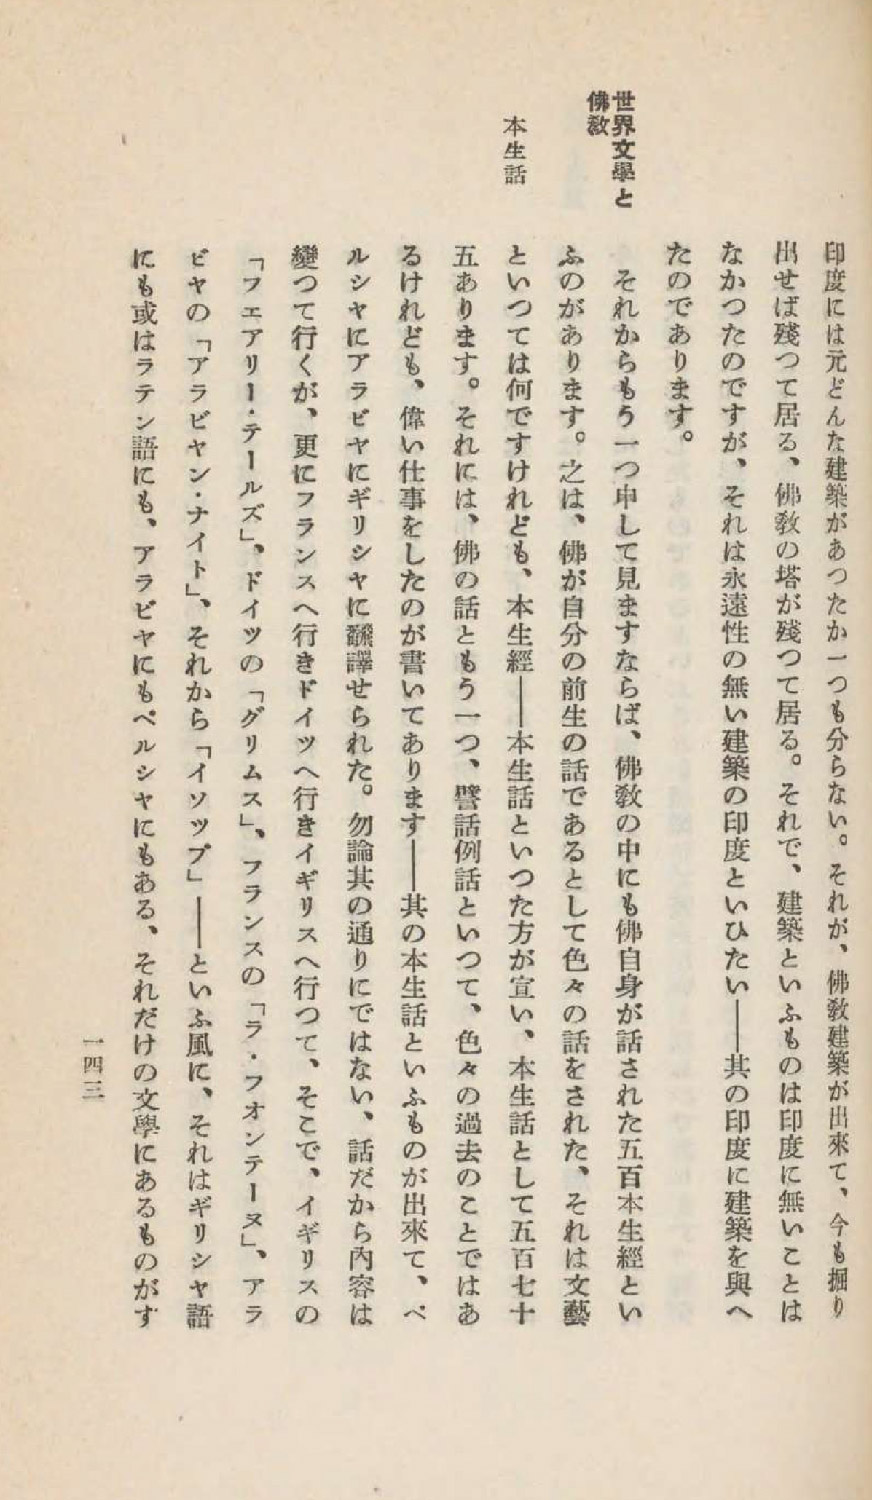 印度には元どんな建築があつたか一つも分らない。それが、佛敎建築が出來て、今も掘り
出せば殘つて居る、佛敎の塔が殘つて居る。それで、建築といふものは印度に無いことは
なかつたのですが、それは永遠性の無い建築の印度といひたい――其の印度に建築を與へ
たのであります。
世界文學と
佛敎
それからもう一つ申して見ますならば、佛敎の中にも佛自身が話された五百本生經とい
ふのがあります。之は、佛が自分の前生の話であるとして色々の話をされた、それは文藝
本生話
といつては何ですけれども、本生經――本生話といつた方が宜い、本生話として五百七十
五あります。それには、佛の話ともう一つ、譬話例話といつて、色々の過去のことではあ
るけれども、偉い仕事をしたのが書いてあります――其の本生話といふものが出來て、ペ
ルシヤにアラビヤにギリシヤに飜譯せられた。勿論其の通りにではない、話だから內容は
變つて行くが、更にフランスへ行きドイツへ行きイギリスへ行つて、そこで、イギリスの
「フエアリー・テールズ」、ドイツの「グリムス」、フランスの「ラ・フオンテーヌ」、アラ
ビヤの「アラビヤン・ナイト」、それから「イソツプ」――といふ風に、それはギリシヤ語
にも或はラテン語にも、アラビヤにもペルシヤにもある、それだけの文學にあるものがす
一四三